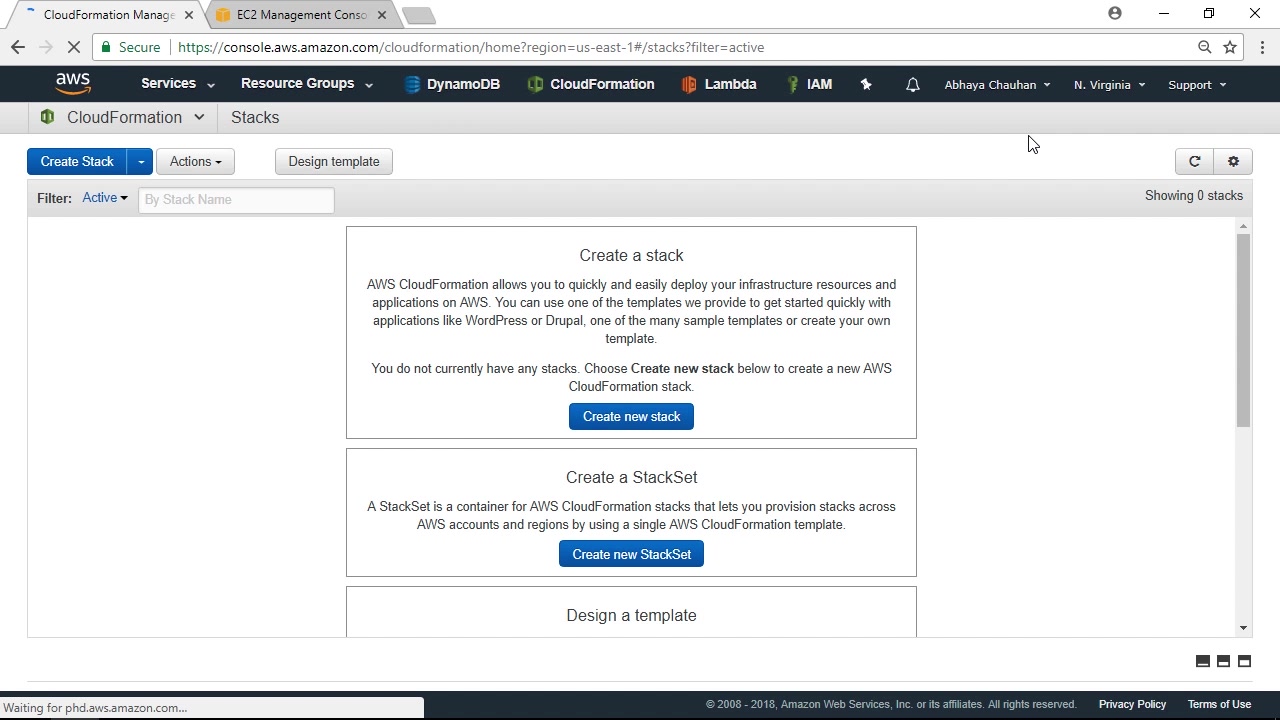 CloudFormation Manage
EC2 Management Conso
Secure
https://console.aws.amazon.com/cloudformation/home?region=us-east-1#/stacks?filter=active
aws
Services
Resource Groups
DynamoDB
CloudFormation
Lambda
IAM
Abhaya Chauhan
N. Virginia
Support
CloudFormation
Stacks
Create Stack
Actions
Design template
Filter:
Active
By Stack Name
Showing 0 stacks
Create a stack
AWS CloudFormation allows you to quickly and easily deploy your infrastructure resources and
applications on AWS. You can use one of the templates we provide to get started quickly with
applications like WordPress or Drupal, one of the many sample templates or create your own
template.
You do not currently have any stacks. Choose Create new stack below to create a new AWS
CloudFormation stack.
Create new stack
Create a StackSet
A StackSet is a container for AWS CloudFormation stacks that lets you provision stacks across
AWS accounts and regions by using a single AWS CloudFormation template.
Create new StackSet
Design a template
Waiting for phd.aws.amazon.com...
© 2008 - 2018, Amazon Web Services, Inc. or its affiliates. All rights reserved.
Privacy Policy
Terms of Use